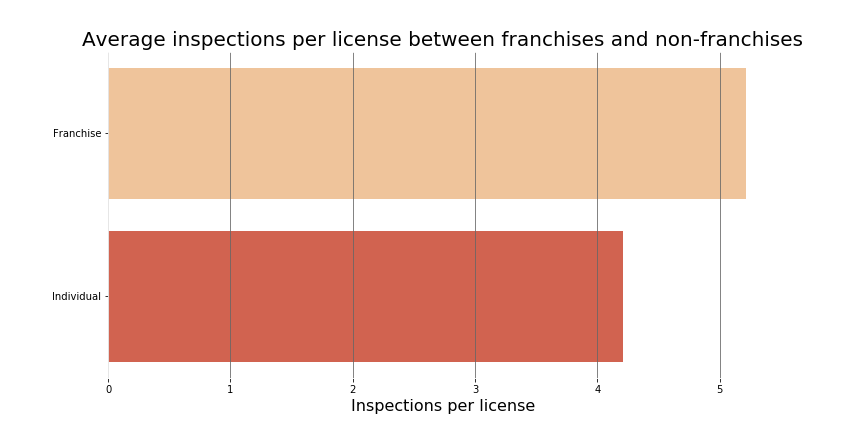 Average inspections per license between franchises and non-franchises
Franchise
Individual
0 1 2 3 4 5
Inspections per license